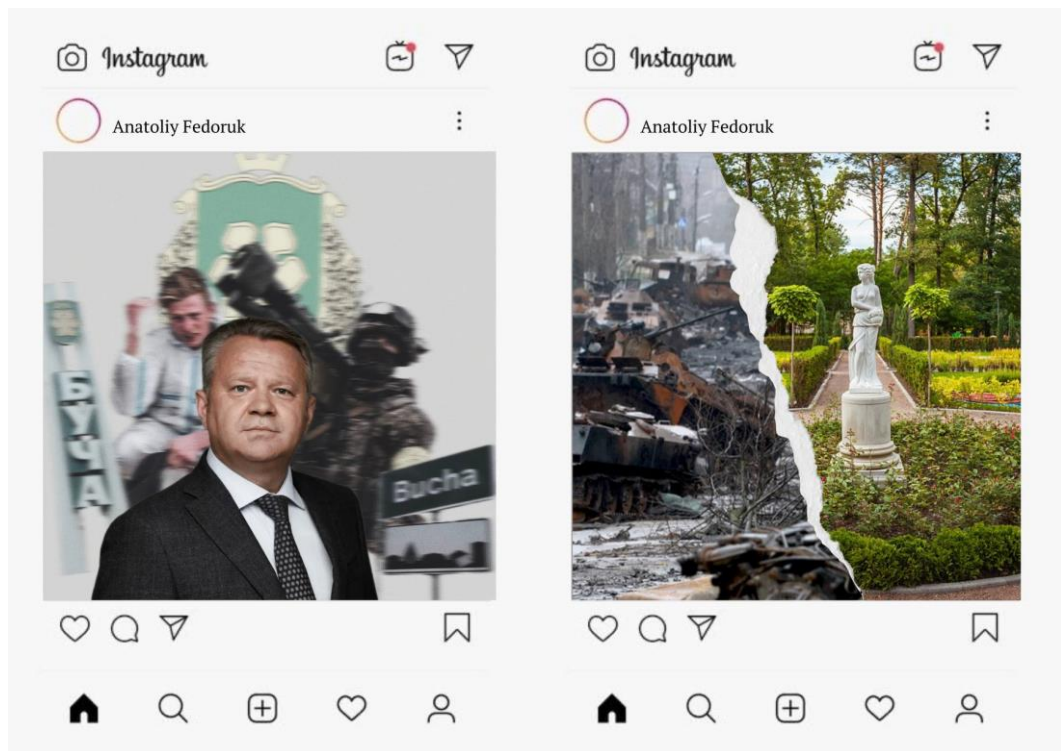 Instagram
Anatoliy Fedoruk
БУЧА
Bucha
Instagram
Anatoliy Fedoruk